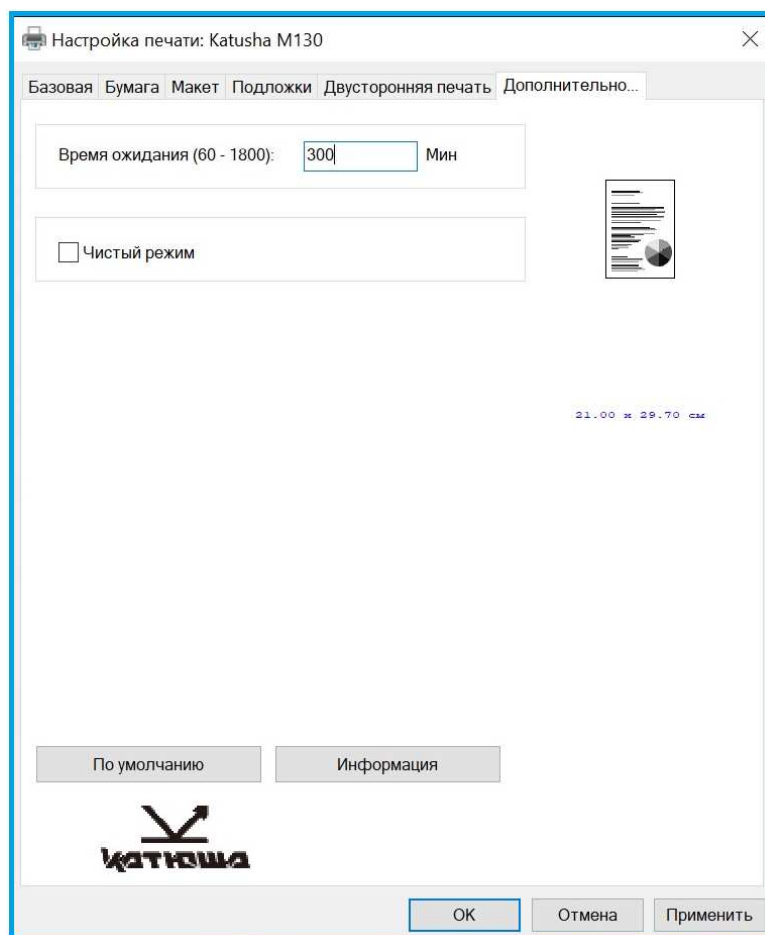 Настройка печати: Katusha M130
Базовая Бумага Макет Подложки Двусторонняя печать Дополнительно...
Время ожидания (60 - 1800): 300 Мин
Чистый режим
21.00 x 29.70 см
По умолчанию Информация
катюша
OK Отмена Применить